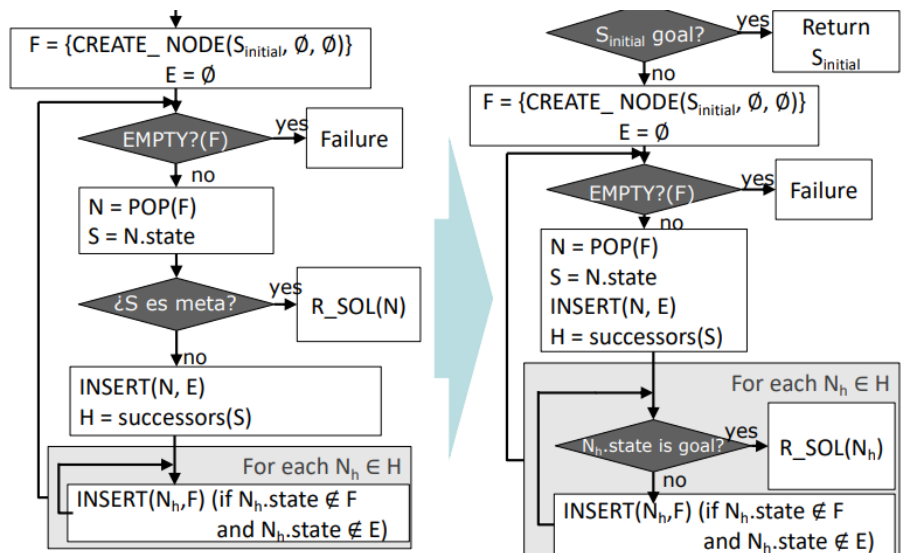 F = {CREATE_ NODE(Sinitial, Ø, Ø)}
E = Ø
EMPTY?(F)
yes
Failure
no
N = POP(F)
S = N.state
¿S es meta?
yes
R_SOL(N)
no
INSERT(N, E)
H = successors(S)
For each Nh ∈ H
INSERT(Nh,F) (if Nh.state ∉ F
and Nh.state ∉ E)
Sinitial goal?
yes
Return
Sinitial
no
F = {CREATE_ NODE(Sinitial, Ø, Ø)}
E = Ø
EMPTY?(F)
yes
Failure
no
N = POP(F)
S = N.state
INSERT(N, E)
H = successors(S)
For each Nh ∈ H
Nh.state is goal?
yes
R_SOL(Nh)
no
INSERT(Nh,F) (if Nh.state ∉ F
and Nh.state ∉ E)